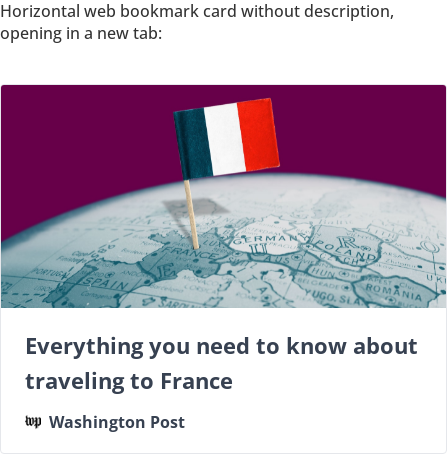 Horizontal web bookmark card without description,
opening in a new tab:
GERMANY
POLAND
FRANCE
PORTUGAL
SPAIN
HUN
ROMANIA
YUGO.SLA
Everything you need to know about
traveling to France
wp Washington Post